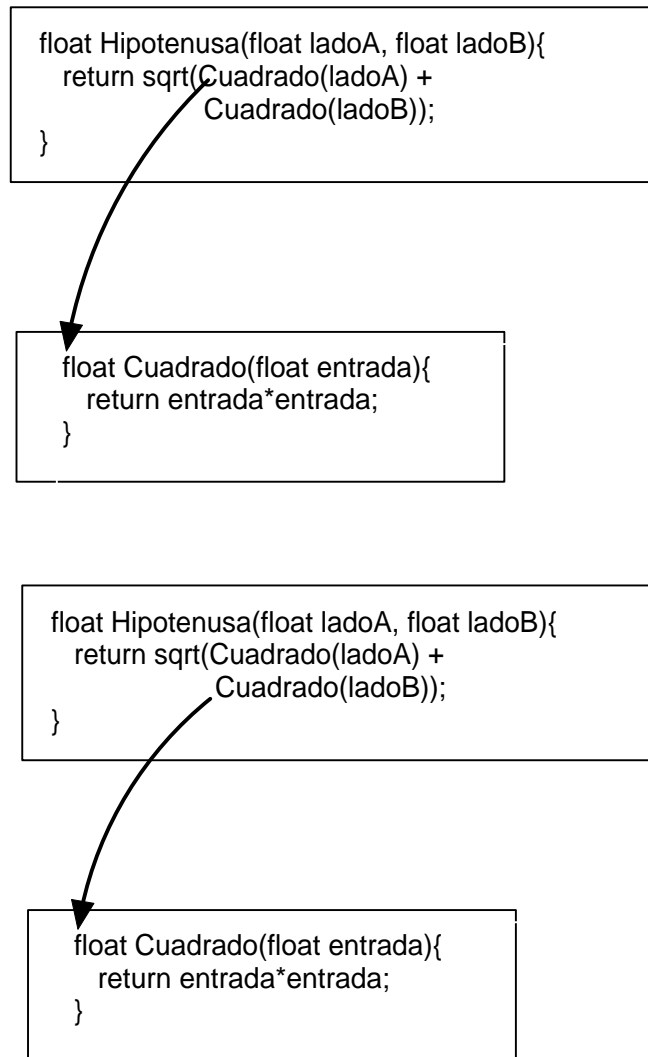 float Hipotenusa(float ladoA, float ladoB){
return sqrt(Cuadrado(ladoA) +
Cuadrado(ladoB));
}
float Cuadrado(float entrada){
return entrada*entrada;
}
float Hipotenusa(float ladoA, float ladoB){
return sqrt(Cuadrado(ladoA) +
Cuadrado(ladoB));
}
float Cuadrado(float entrada){
return entrada*entrada;
}